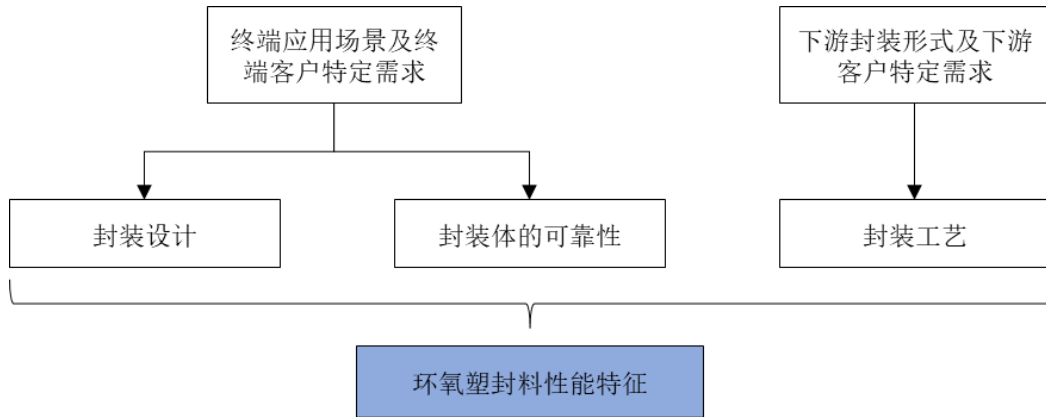 终端应用场景及终
端客户特定需求
下游封装形式及下游
客户特定需求
封装设计
封装体的可靠性
封装工艺
环氧塑封料性能特征